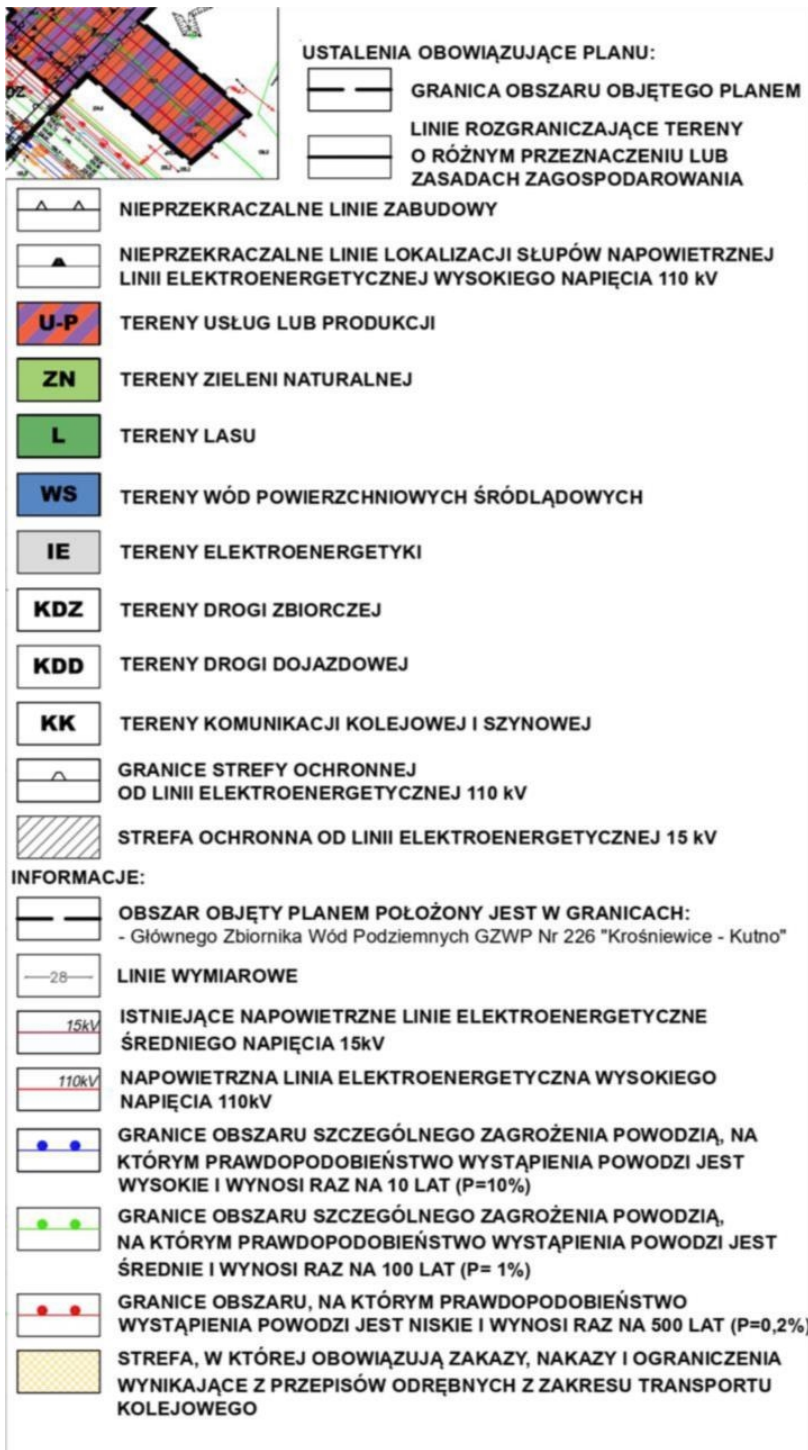 USTALENIA OBOWIĄZUJĄCE PLANU:
GRANICA OBSZARU OBJĘTEGO PLANEM
LINIE ROZGRANICZAJĄCE TERENY
O RÓŻNYM PRZEZNACZENIU LUB
ZASADACH ZAGOSPODAROWANIA
NIEPRZEKRACZALNE LINIE ZABUDOWY
NIEPRZEKRACZALNE LINIE LOKALIZACJI SŁUPÓW NAPOWIETRZNEJ
LINII ELEKTROENERGETYCZNEJ WYSOKIEGO NAPIĘCIA 110 kV
U-P TERENY USŁUG LUB PRODUKCJI
ZN TERENY ZIELENI NATURALNEJ
L TERENY LASU
WS TERENY WÓD POWIERZCHNIOWYCH ŚRÓDLĄDOWYCH
IE TERENY ELEKTROENERGETYKI
KDZ TERENY DROGI ZBIORCZEJ
KDD TERENY DROGI DOJAZDOWEJ
KK TERENY KOMUNIKACJI KOLEJOWEJ I SZYNOWEJ
GRANICE STREFY OCHRONNEJ
OD LINII ELEKTROENERGETYCZNEJ 110 kV
STREFA OCHRONNA OD LINII ELEKTROENERGETYCZNEJ 15 kV
INFORMACJE:
OBSZAR OBJĘTY PLANEM POŁOŻONY JEST W GRANICACH:
- Głównego Zbiornika Wód Podziemnych GZWP Nr 226 "Krośniewice - Kutno"
28 LINIE WYMIAROWE
15kV ISTNIEJĄCE NAPOWIETRZNE LINIE ELEKTROENERGETYCZNE
ŚREDNIEGO NAPIĘCIA 15kV
110kV NAPOWIETRZNA LINIA ELEKTROENERGETYCZNA WYSOKIEGO
NAPIĘCIA 110kV
GRANICE OBSZARU SZCZEGÓLNEGO ZAGROŻENIA POWODZIĄ, NA
KTÓRYM PRAWDOPODOBIEŃSTWO WYSTĄPIENIA POWODZI JEST
WYSOKIE I WYNOSI RAZ NA 10 LAT (P=10%)
GRANICE OBSZARU SZCZEGÓLNEGO ZAGROŻENIA POWODZIĄ,
NA KTÓRYM PRAWDOPODOBIEŃSTWO WYSTĄPIENIA POWODZI JEST
ŚREDNIE I WYNOSI RAZ NA 100 LAT (P= 1%)
GRANICE OBSZARU, NA KTÓRYM PRAWDOPODOBIEŃSTWO
WYSTĄPIENIA POWODZI JEST NISKIE I WYNOSI RAZ NA 500 LAT (P=0,2%)
STREFA, W KTÓREJ OBOWIĄZUJĄ ZAKAZY, NAKAZY I OGRANICZENIA
WYNIKAJĄCE Z PRZEPISÓW ODRĘBNYCH Z ZAKRESU TRANSPORTU
KOLEJOWEGO